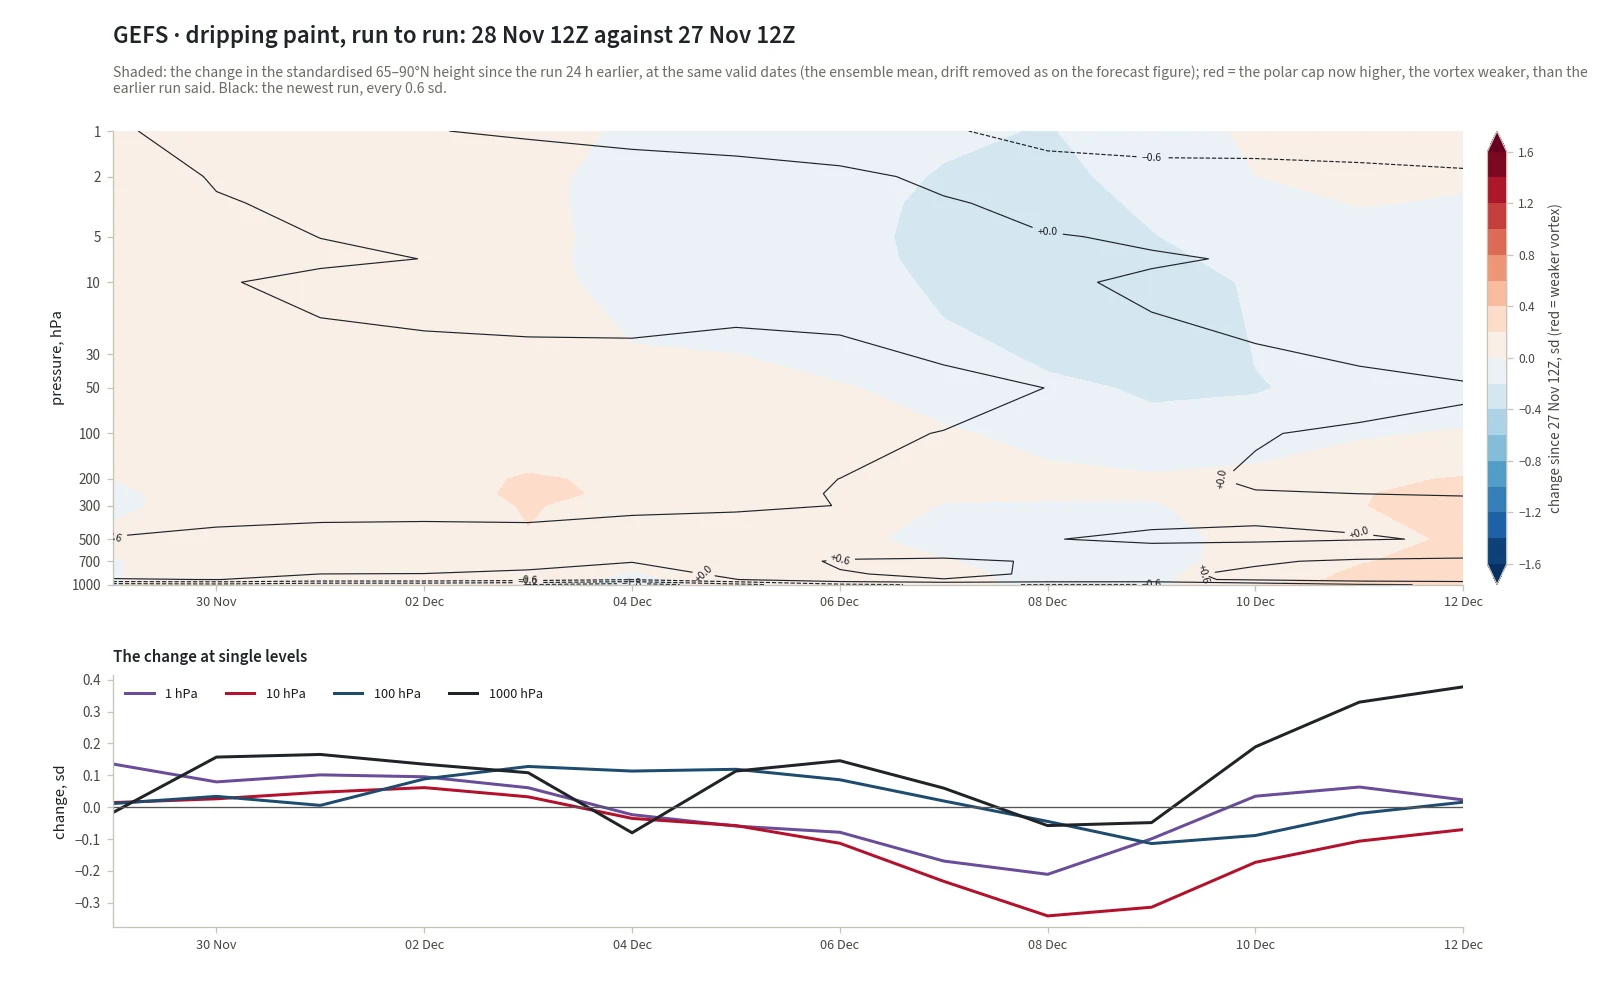 GEFS · dripping paint, run to run: 28 Nov 12Z against 27 Nov 12Z
Shaded: the change in the standardised 65–90°N height since the run 24 h earlier, at the same valid dates (the ensemble mean, drift removed as on the forecast figure); red = the polar cap now higher, the vortex weaker, than the
earlier run said. Black: the newest run, every 0.6 sd.
pressure, hPa
1
2
5
10
30
50
100
200
300
500
700
1000
−0.6
+0.0
+0.0
+0.0
+0.6
+0.0
−0.6
30 Nov
02 Dec
04 Dec
06 Dec
08 Dec
10 Dec
12 Dec
1.6
1.2
0.8
0.4
0.0
−0.4
−0.8
−1.2
−1.6
change since 27 Nov 12Z, sd (red = weaker vortex)
The change at single levels
1 hPa
10 hPa
100 hPa
1000 hPa
change, sd
0.4
0.3
0.2
0.1
0.0
−0.1
−0.2
−0.3
30 Nov
02 Dec
04 Dec
06 Dec
08 Dec
10 Dec
12 Dec